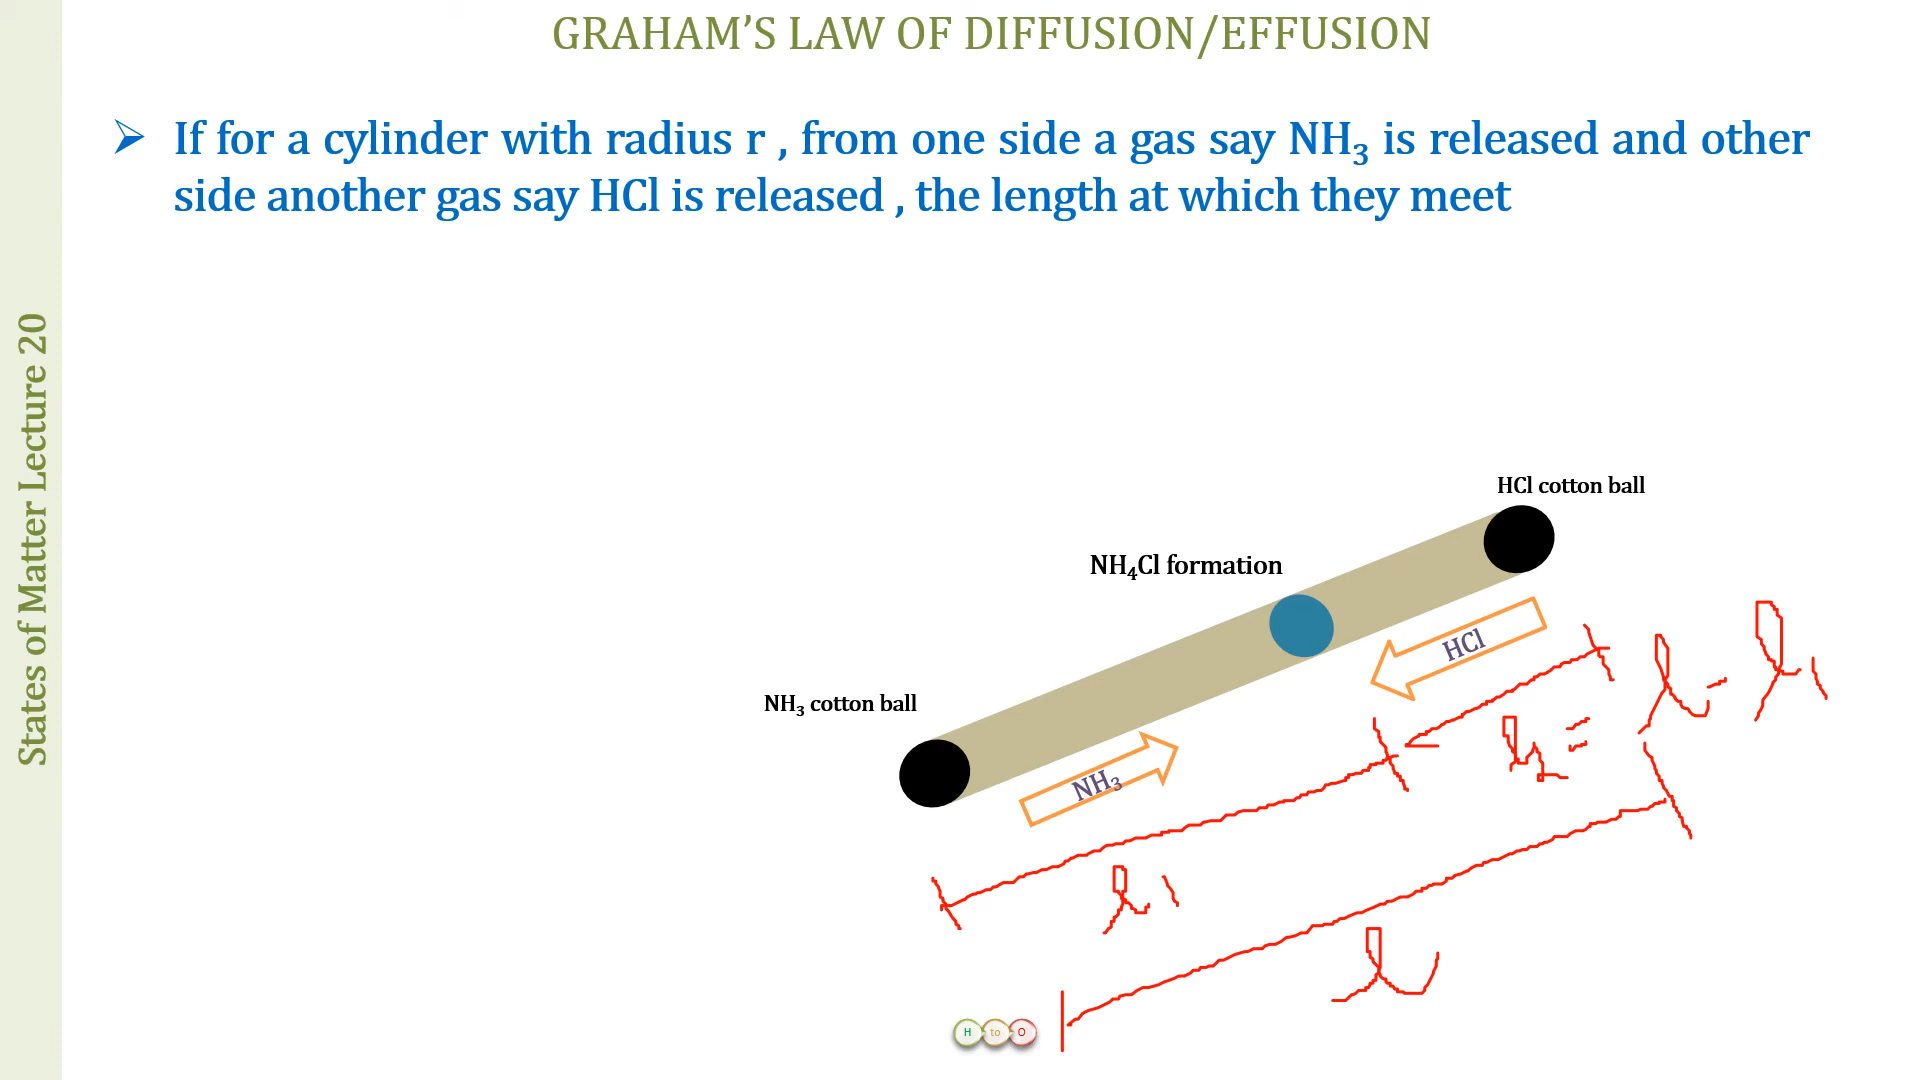 GRAHAM’S LAW OF DIFFUSION/EFFUSION
➢ If for a cylinder with radius r , from one side a gas say NH₃ is released and other
side another gas say HCl is released , the length at which they meet
States of Matter Lecture 20
HCl cotton ball
NH₄Cl formation
HCl
NH₃ cotton ball
NH₃
l₂ = l - l₁
l₁
l
H to O